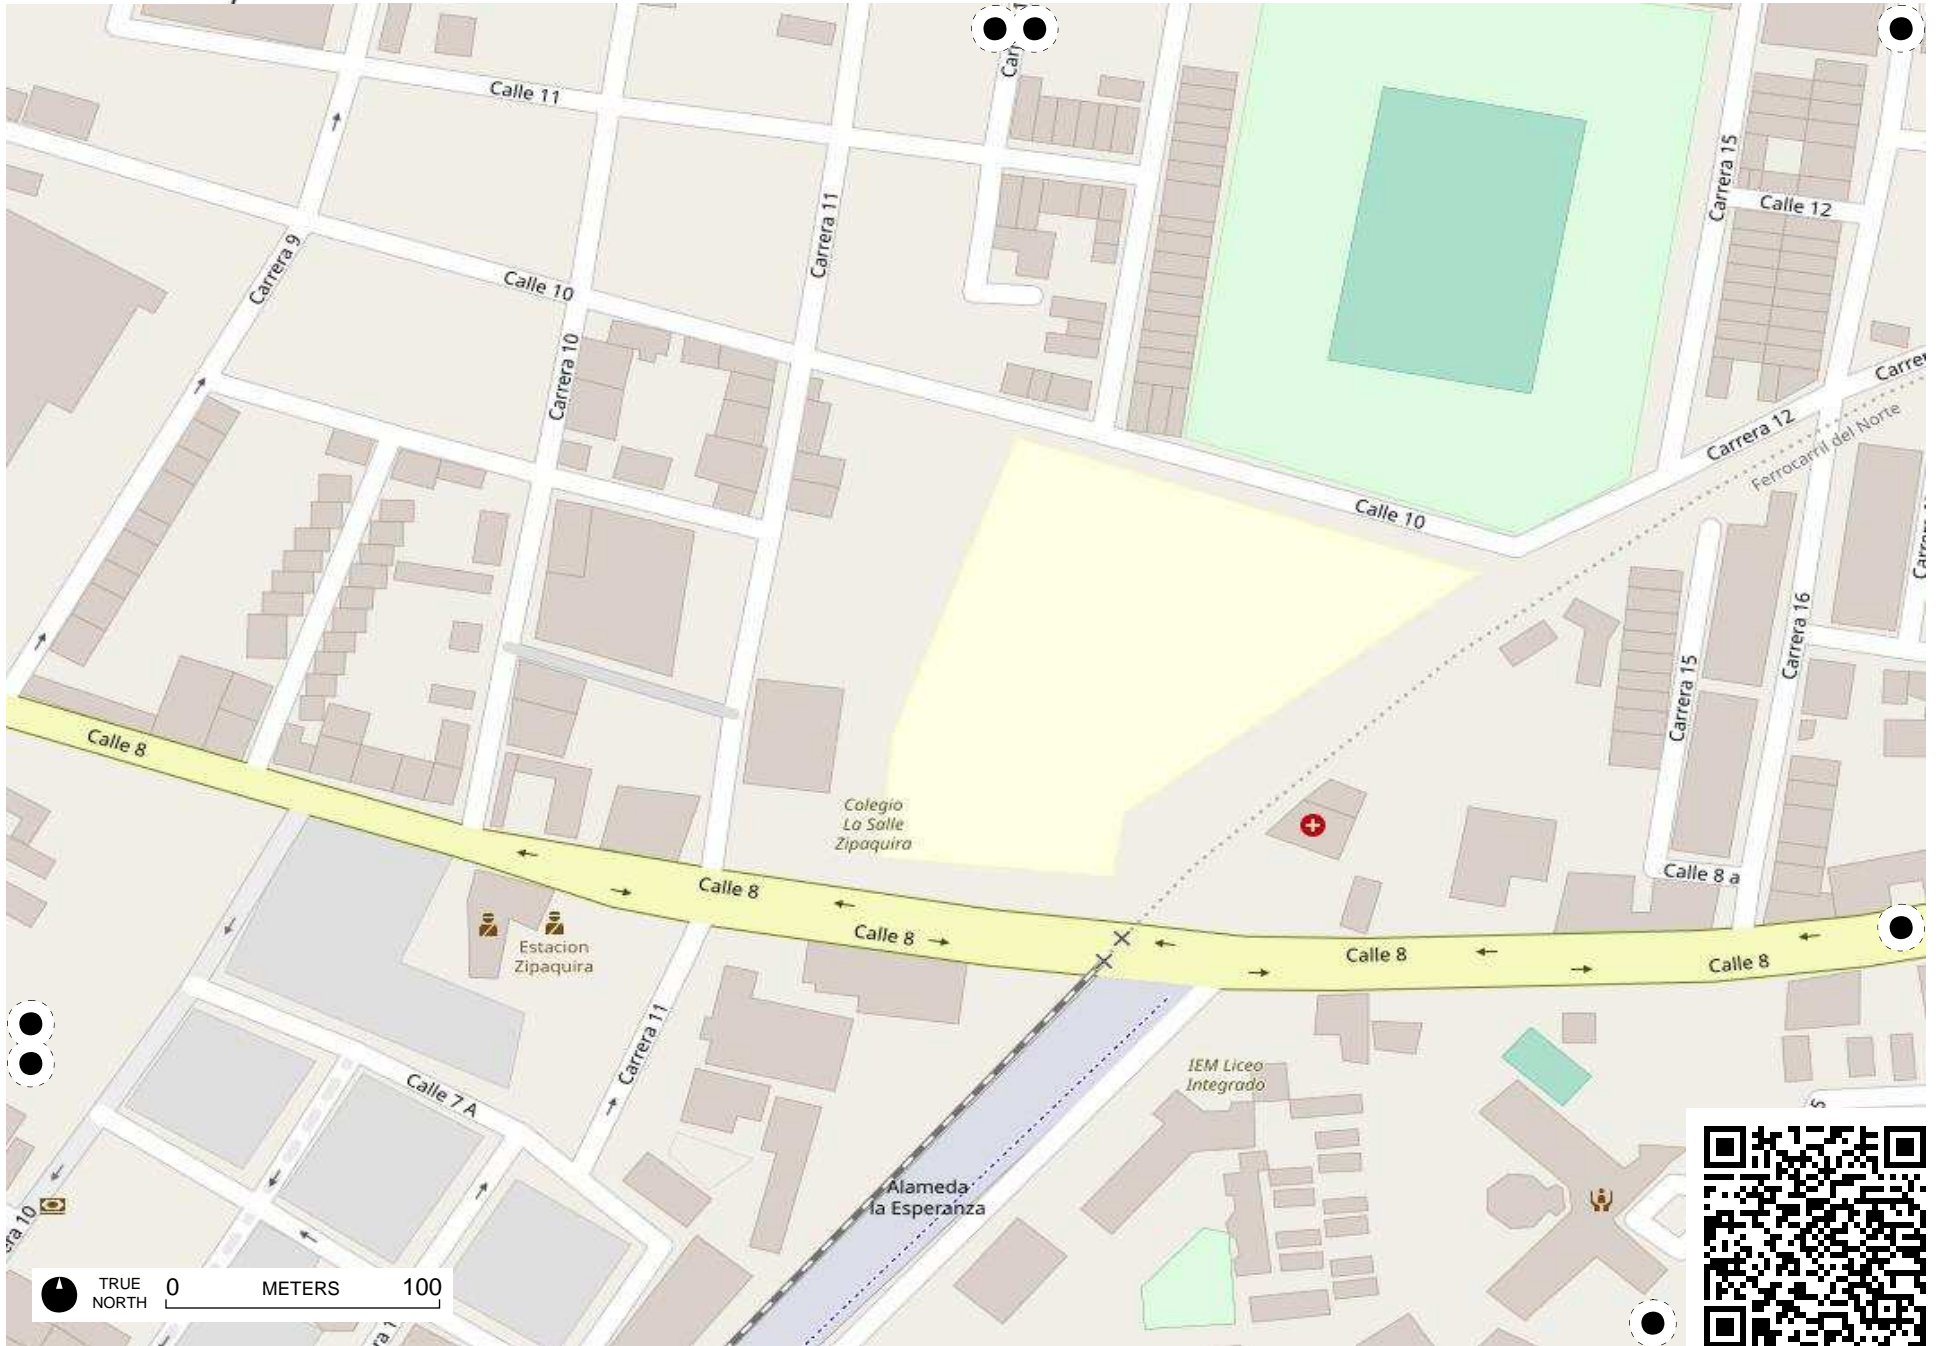 Calle 11
Carrera 15
Calle 12
Carrera 11
Carrera 9
Calle 10
Carrera 10
Carrera 12
Ferrocarril del Norte
Calle 10
Carrera 16
Carrera 15
Calle 8
Colegio
La Salle
Zipaquira
Calle 8 a
Calle 8
Calle 8
Calle 8
Calle 8
Estacion
Zipaquira
Carrera 11
IEM Liceo
Integrado
Calle 7 A
Alameda
la Esperanza
TRUE
NORTH
0 METERS 100